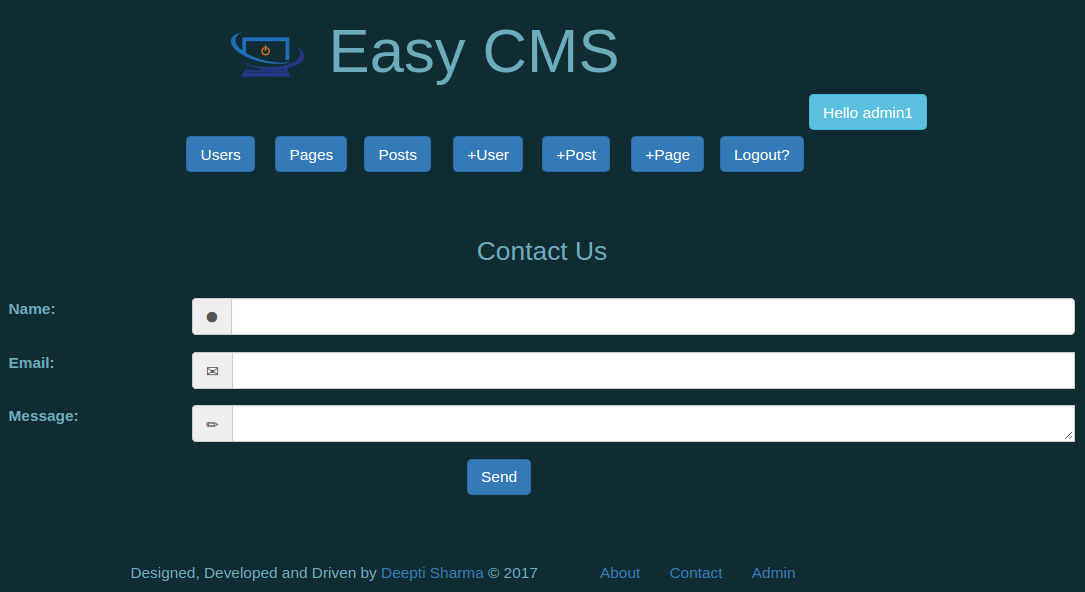 Easy CMS
Hello admin1
Users Pages Posts +User +Post +Page Logout?
Contact Us
Name:
Email:
Message:
Send
Designed, Developed and Driven by Deepti Sharma © 2017 About Contact Admin